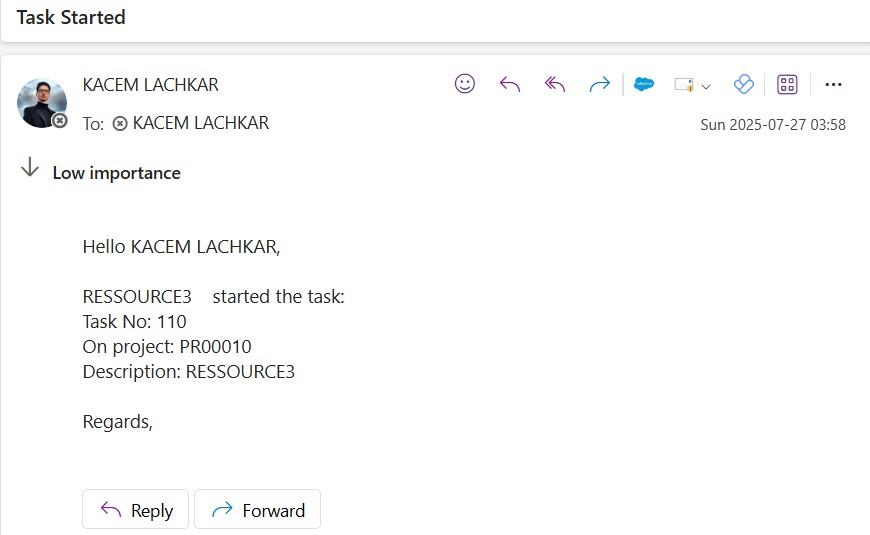 Task Started
KACEM LACHKAR
To: KACEM LACHKAR
Sun 2025-07-27 03:58
Low importance
Hello KACEM LACHKAR,
RESSOURCE3    started the task:
Task No: 110
On project: PR00010
Description: RESSOURCE3
Regards,
Reply
Forward